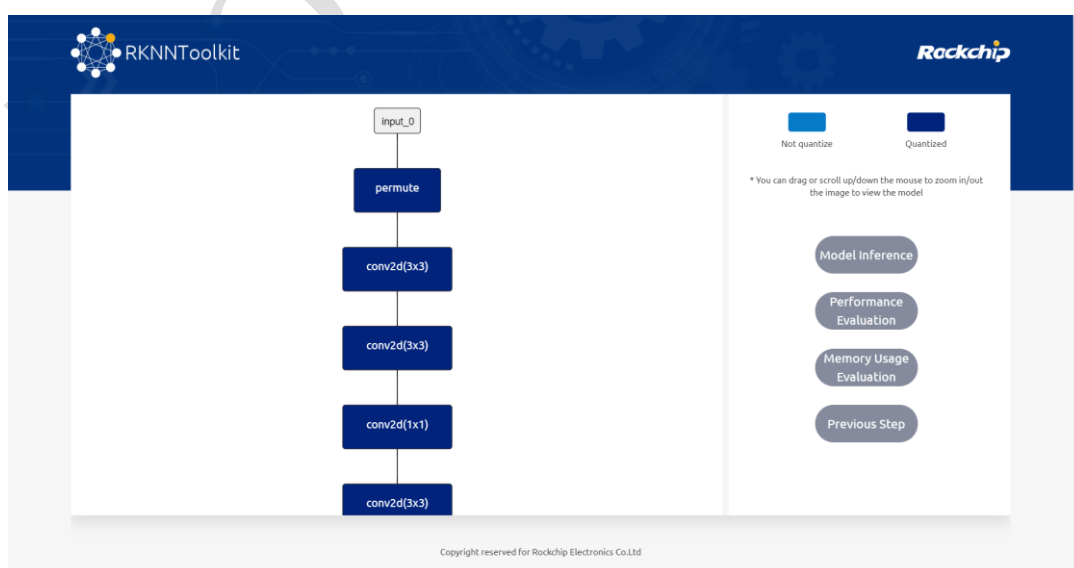 RKNNToolkit
Rockchip
input_0
permute
conv2d(3x3)
conv2d(3x3)
conv2d(1x1)
conv2d(3x3)
Not quantize
Quantized
* You can drag or scroll up/down the mouse to zoom in/out
the image to view the model
Model Inference
Performance
Evaluation
Memory Usage
Evaluation
Previous Step
Copyright reserved for Rockchip Electronics Co.Ltd